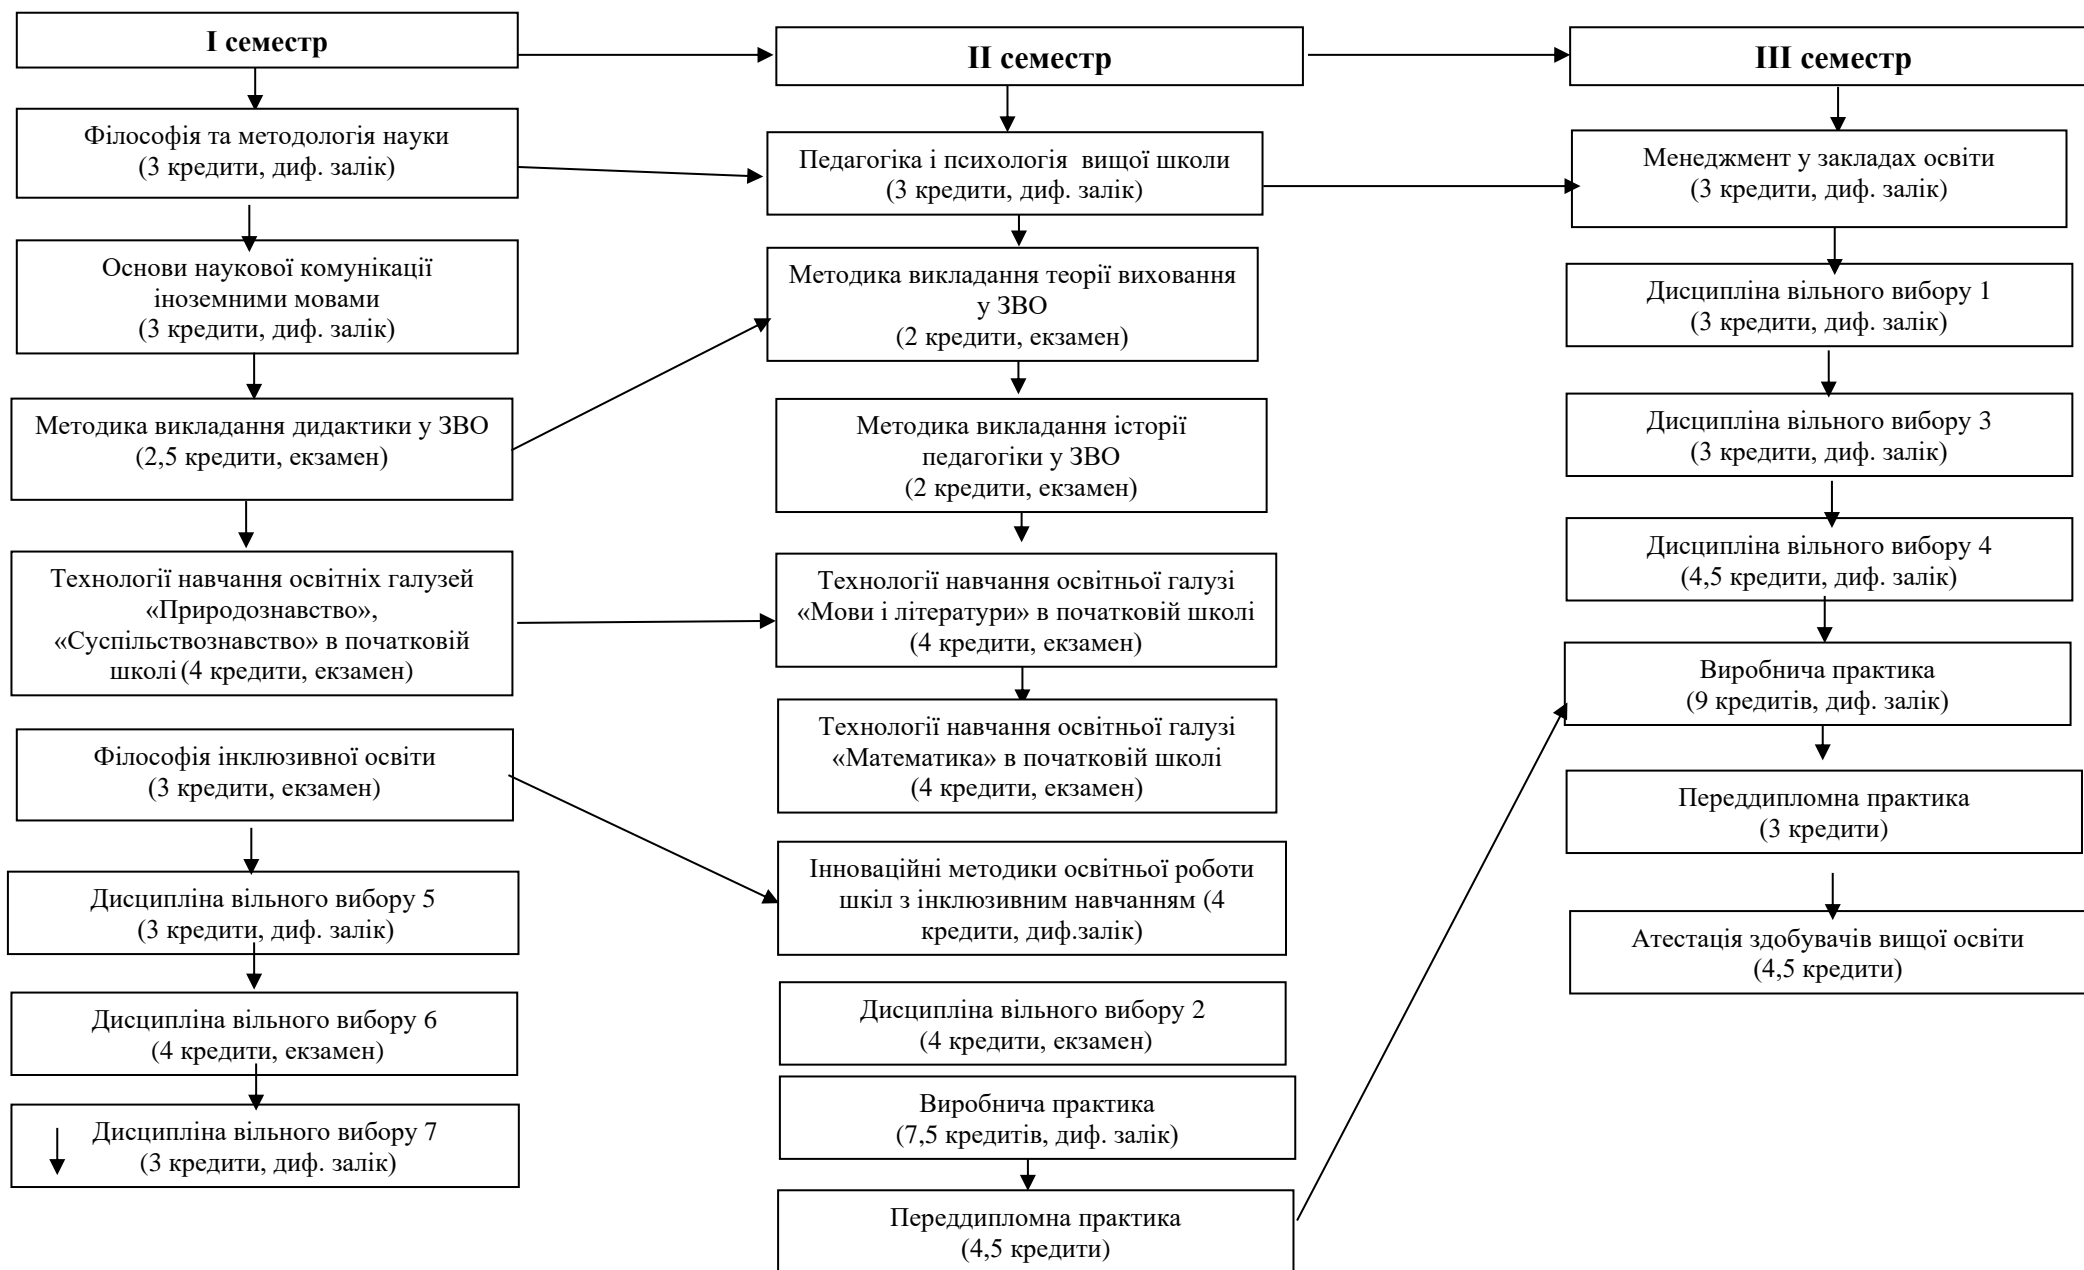 I семестр
Філософія та методологія науки
(3 кредити, диф. залік)
Основи наукової комунікації
іноземними мовами
(3 кредити, диф. залік)
Методика викладання дидактики у ЗВО
(2,5 кредити, екзамен)
Технології навчання освітніх галузей
«Природознавство»,
«Суспільствознавство» в початковій
школі (4 кредити, екзамен)
Філософія інклюзивної освіти
(3 кредити, екзамен)
Дисципліна вільного вибору 5
(3 кредити, диф. залік)
Дисципліна вільного вибору 6
(4 кредити, екзамен)
Дисципліна вільного вибору 7
(3 кредити, диф. залік)
II семестр
Педагогіка і психологія вищої школи
(3 кредити, диф. залік)
Методика викладання теорії виховання
у ЗВО
(2 кредити, екзамен)
Методика викладання історії
педагогіки у ЗВО
(2 кредити, екзамен)
Технології навчання освітньої галузі
«Мови і літератури» в початковій школі
(4 кредити, екзамен)
Технології навчання освітньої галузі
«Математика» в початковій школі
(4 кредити, екзамен)
Інноваційні методики освітньої роботи
шкіл з інклюзивним навчанням (4
кредити, диф.залік)
Дисципліна вільного вибору 2
(4 кредити, екзамен)
Виробнича практика
(7,5 кредитів, диф. залік)
Переддипломна практика
(4,5 кредити)
III семестр
Менеджмент у закладах освіти
(3 кредити, диф. залік)
Дисципліна вільного вибору 1
(3 кредити, диф. залік)
Дисципліна вільного вибору 3
(3 кредити, диф. залік)
Дисципліна вільного вибору 4
(4,5 кредити, диф. залік)
Виробнича практика
(9 кредитів, диф. залік)
Переддипломна практика
(3 кредити)
Атестація здобувачів вищої освіти
(4,5 кредити)